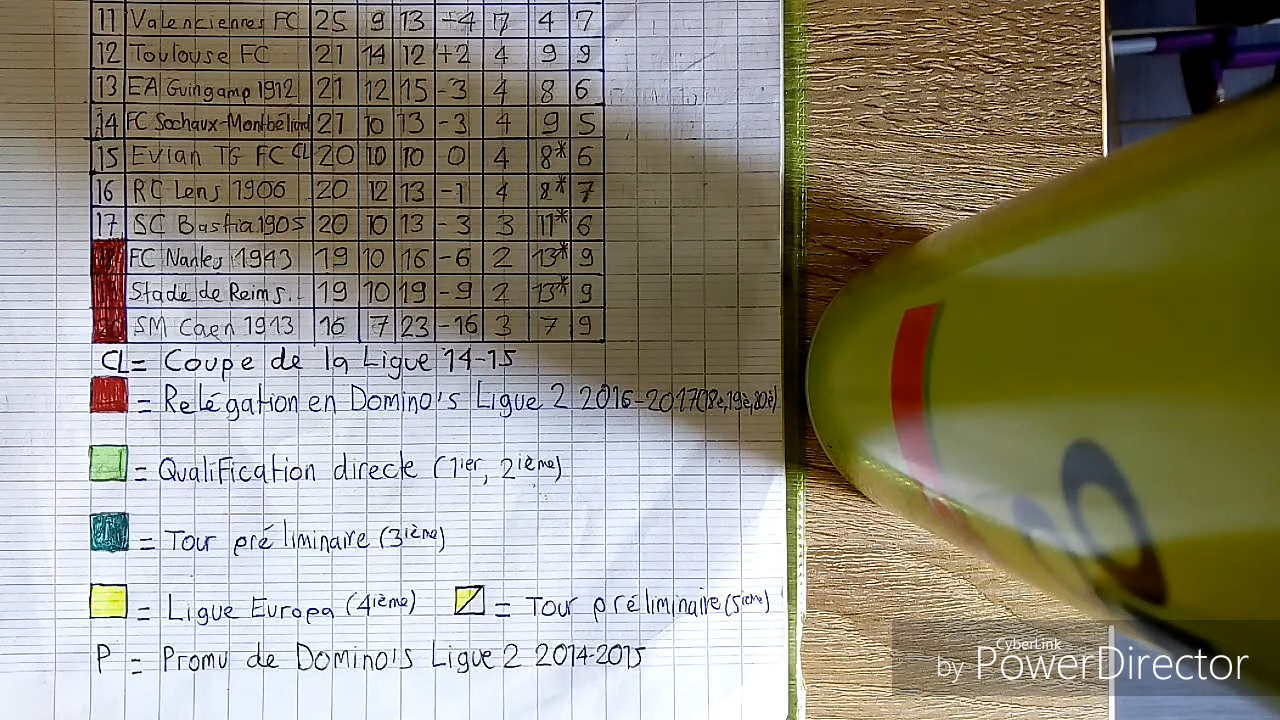 11 Valenciennes FC 25 9 13 -4 7 4 7
12 Toulouse FC 21 14 12 +2 4 9 9
13 EA Guingamp 1912 21 12 15 -3 4 8 6
14 FC Sochaux-Montbéliard 21 10 13 -3 4 9 5
15 Evian TG FC CL 20 10 10 0 4 8* 6
16 RC Lens 1906 20 12 13 -1 4 8* 7
17 SC Bastia 1905 20 10 13 -3 3 11* 6
FC Nantes 1943 19 10 16 -6 2 13* 9
Stade de Reims. 19 10 19 -9 2 13* 9
SM Caen 1913 16 7 23 -16 3 7 9
CL = Coupe de la Ligue 14-15
= Relégation en Domino's Ligue 2 2016-2017 (18è, 19è, 20è)
= Qualification directe (1ier, 2ième)
= Tour préliminaire (3ième)
= Ligue Europa (4ième) = Tour préliminaire (5ième)
P = Promu de Domino's Ligue 2 2014-2015
CyberLink
by PowerDirector